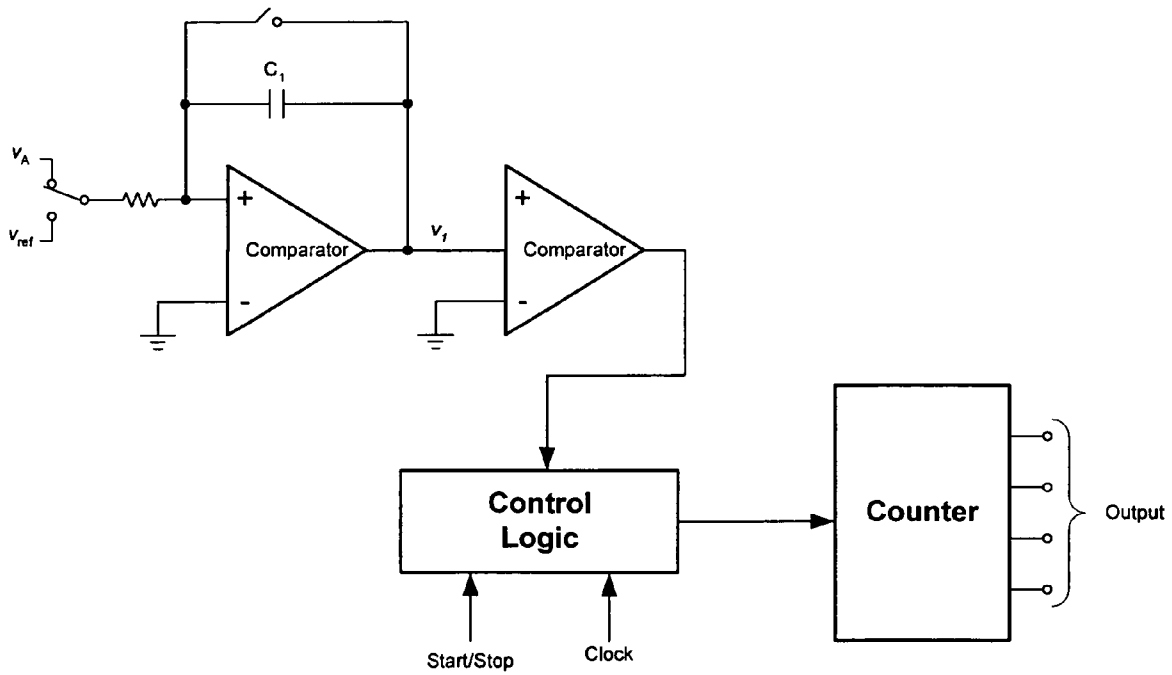 C1
vA
vref
+
Comparator
-
v1
+
Comparator
-
Control
Logic
Counter
Output
Start/Stop
Clock